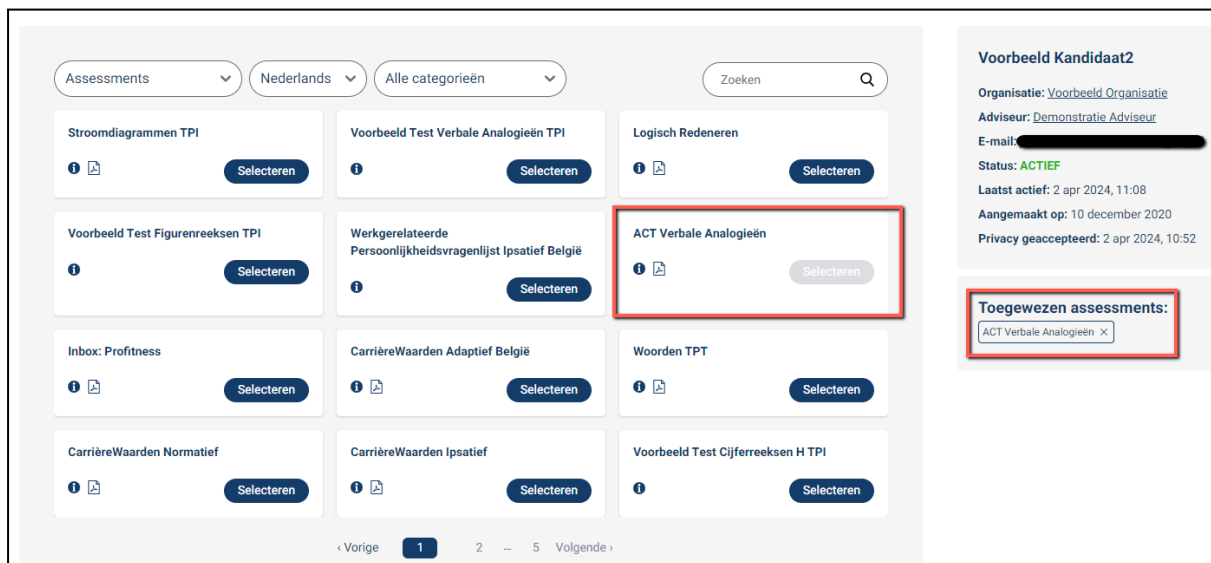 Assessments
Nederlands
Alle categorieën
Zoeken
Stroomdiagrammen TPI
Selecteren
Voorbeeld Test Verbale Analogieën TPI
Selecteren
Logisch Redeneren
Selecteren
Voorbeeld Test Figurenreeksen TPI
Selecteren
Werkgerelateerde
Persoonlijkheidsvragenlijst Ipsatief België
Selecteren
ACT Verbale Analogieën
Selecteren
Inbox: Profitness
Selecteren
CarrièreWaarden Adaptief België
Selecteren
Woorden TPT
Selecteren
CarrièreWaarden Normatief
Selecteren
CarrièreWaarden Ipsatief
Selecteren
Voorbeeld Test Cijferreeksen H TPI
Selecteren
‹ Vorige 1 2 ... 5 Volgende ›
Voorbeeld Kandidaat2
Organisatie: Voorbeeld Organisatie
Adviseur: Demonstratie Adviseur
E-mail:
Status: ACTIEF
Laatst actief: 2 apr 2024, 11:08
Aangemaakt op: 10 december 2020
Privacy geaccepteerd: 2 apr 2024, 10:52
Toegewezen assessments:
ACT Verbale Analogieën ×